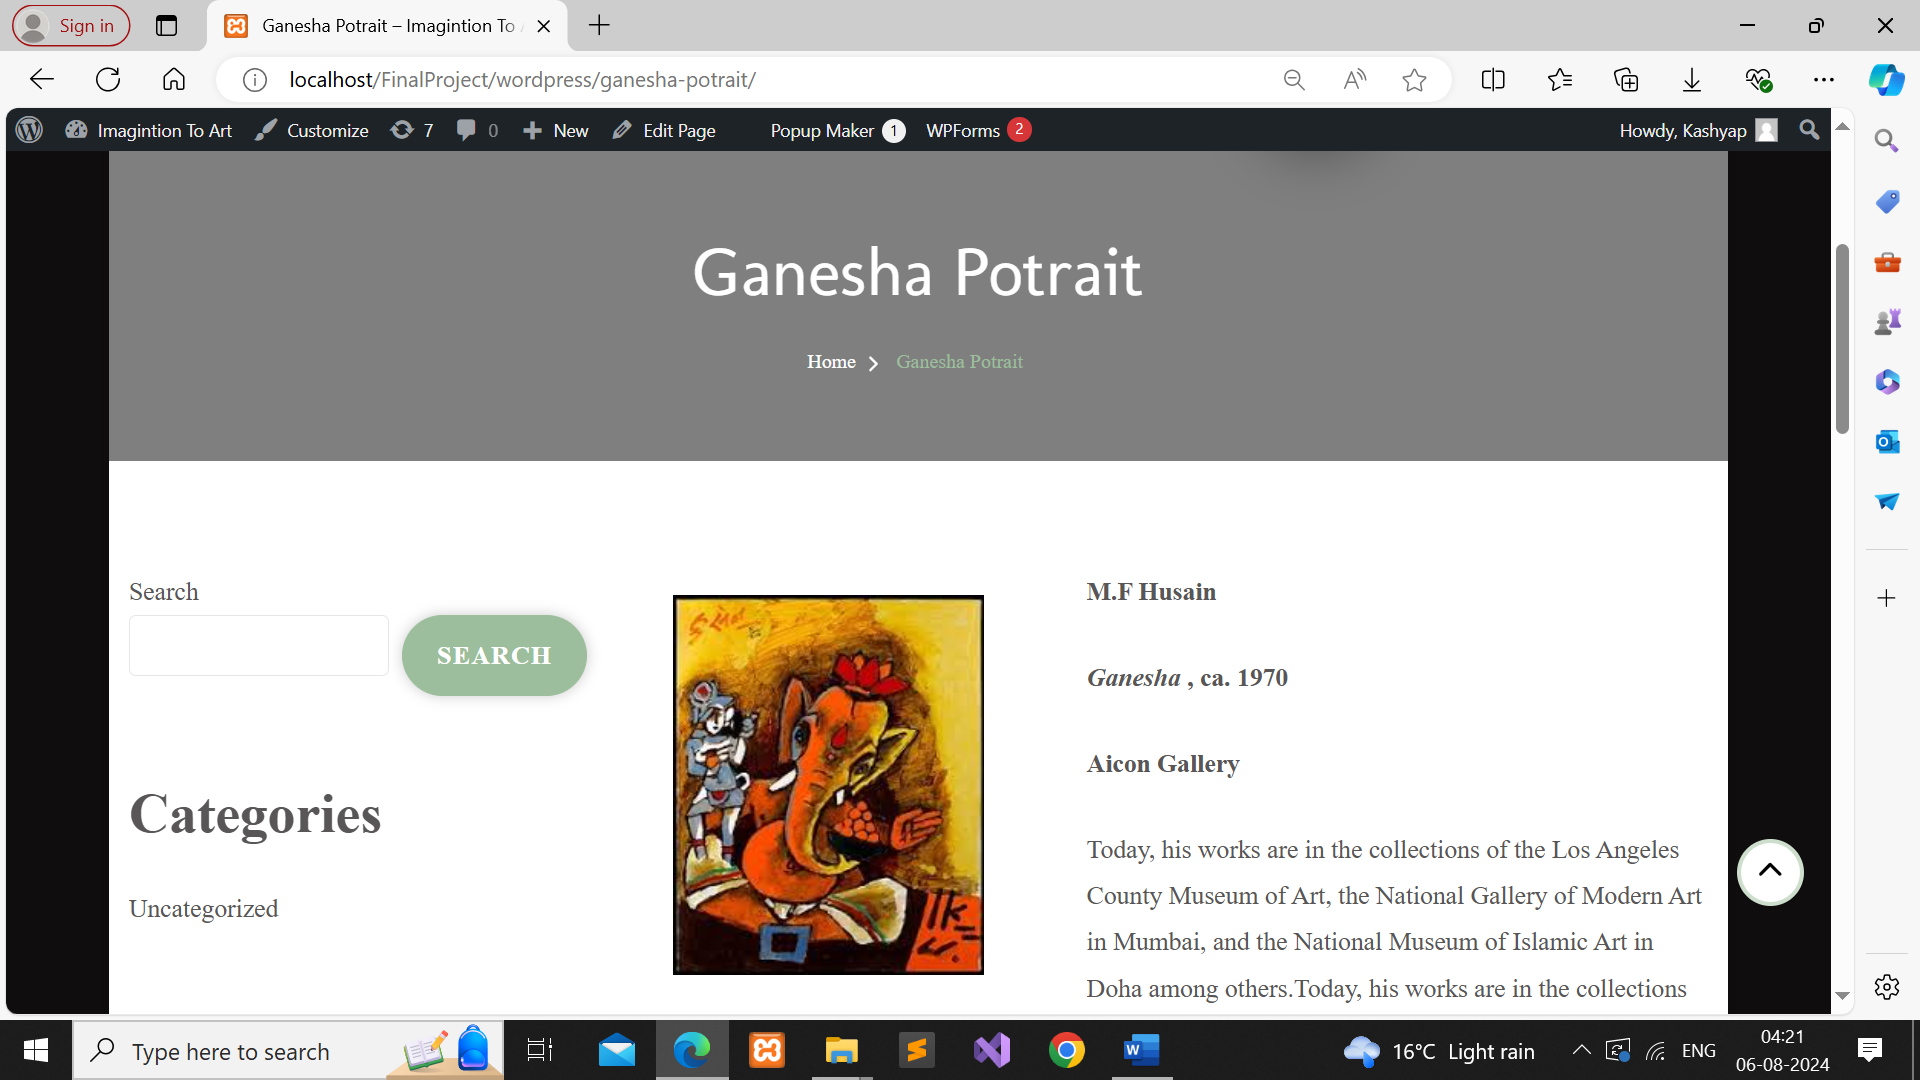 Sign in
Ganesha Potrait – Imagintion To
localhost/FinalProject/wordpress/ganesha-potrait/
Imagintion To Art Customize 7 0 New Edit Page Popup Maker 1 WPForms 2 Howdy, Kashyap
Ganesha Potrait
Home Ganesha Potrait
Search
SEARCH
Categories
Uncategorized
M.F Husain
Ganesha , ca. 1970
Aicon Gallery
Today, his works are in the collections of the Los Angeles
County Museum of Art, the National Gallery of Modern Art
in Mumbai, and the National Museum of Islamic Art in
Doha among others.Today, his works are in the collections
Type here to search
16°C Light rain
ENG
04:21
06-08-2024